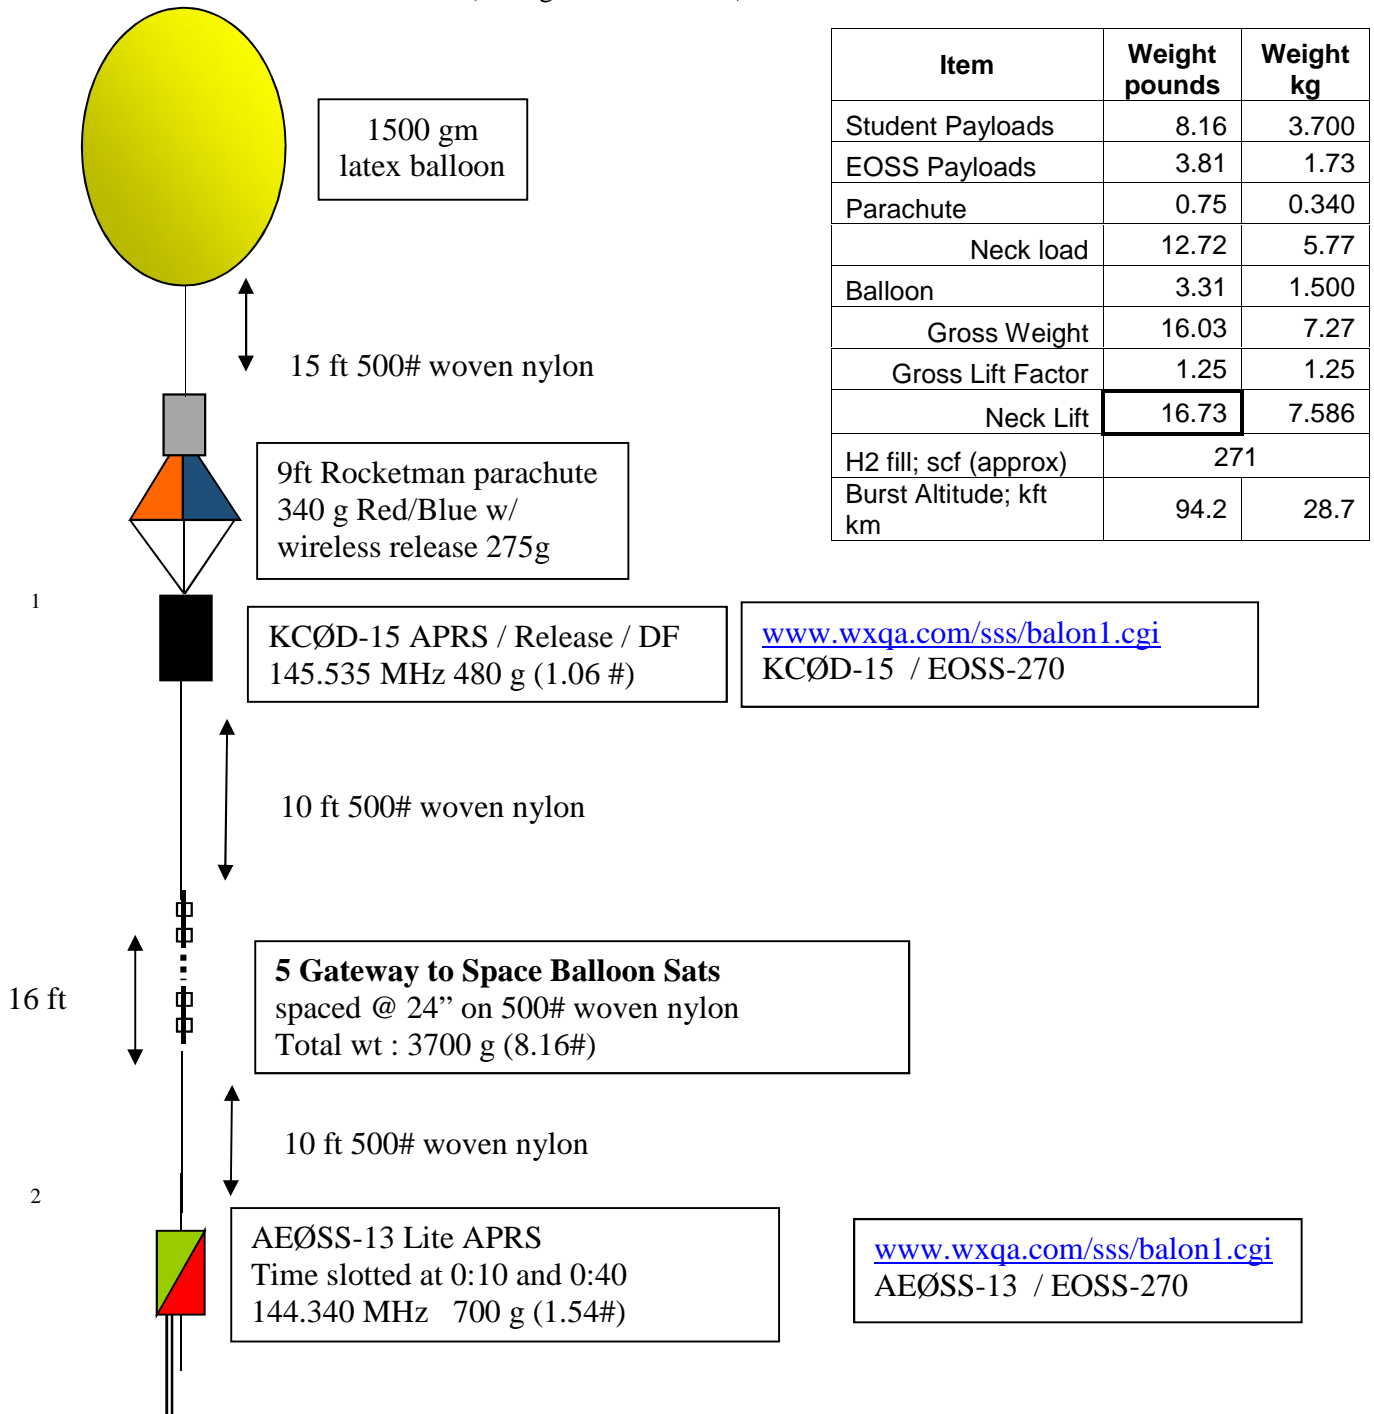 Item Weight pounds Weight kg
Student Payloads 8.16 3.700
EOSS Payloads 3.81 1.73
Parachute 0.75 0.340
Neck load 12.72 5.77
Balloon 3.31 1.500
Gross Weight 16.03 7.27
Gross Lift Factor 1.25 1.25
Neck Lift 16.73 7.586
H2 fill; scf (approx) 271
Burst Altitude; kft
km 94.2 28.7
1500 gm
latex balloon
15 ft 500# woven nylon
9ft Rocketman parachute
340 g Red/Blue w/
wireless release 275g
1
KCØD-15 APRS / Release / DF
145.535 MHz 480 g (1.06 #)
www.wxqa.com/sss/balon1.cgi
KCØD-15 / EOSS-270
10 ft 500# woven nylon
16 ft
5 Gateway to Space Balloon Sats
spaced @ 24” on 500# woven nylon
Total wt : 3700 g (8.16#)
10 ft 500# woven nylon
2
AEØSS-13 Lite APRS
Time slotted at 0:10 and 0:40
144.340 MHz 700 g (1.54#)
www.wxqa.com/sss/balon1.cgi
AEØSS-13 / EOSS-270